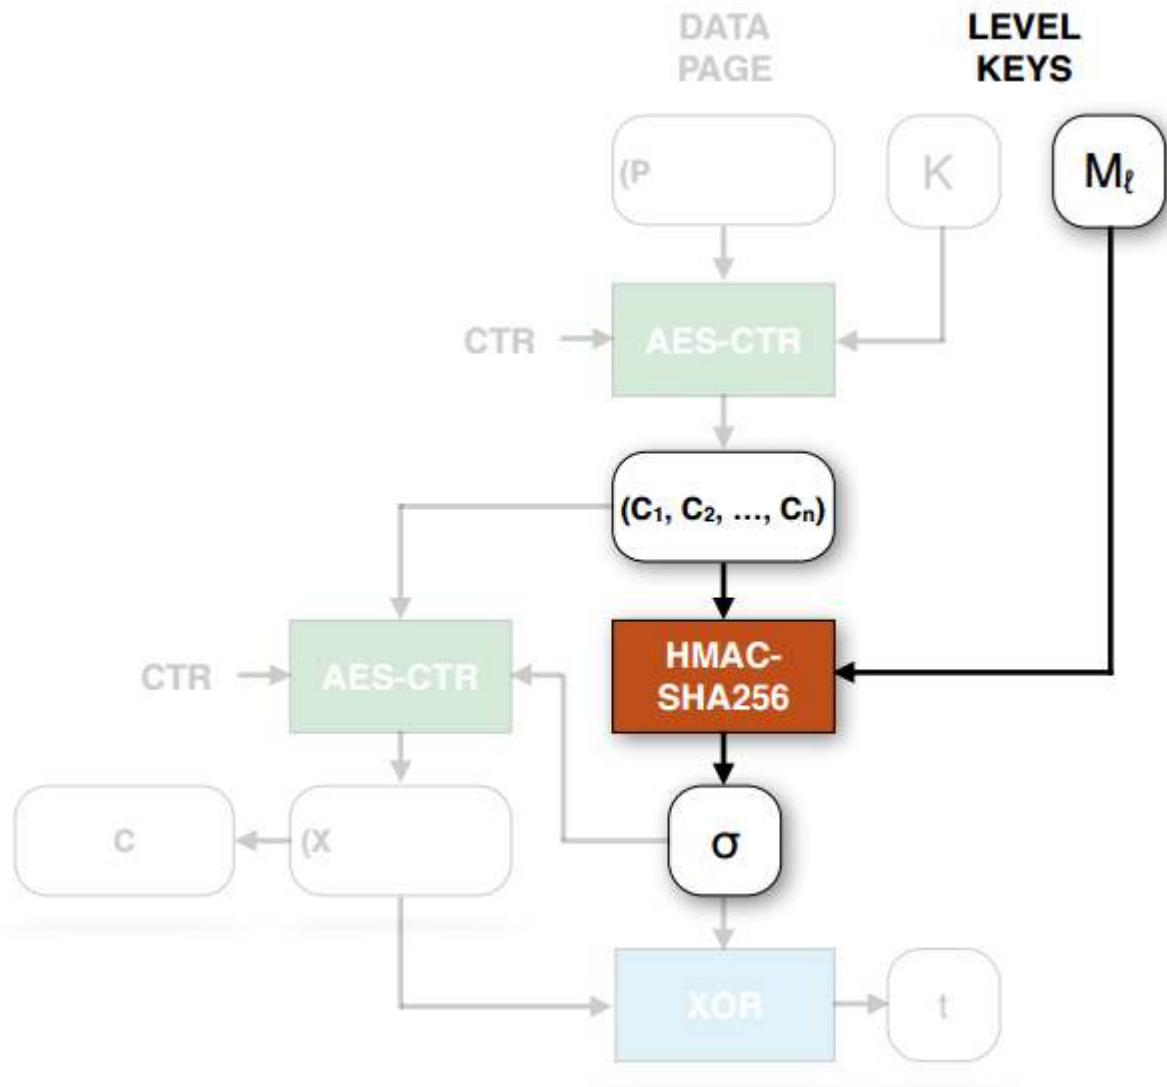 DATA
PAGE
LEVEL
KEYS
(P
K
Mℓ
CTR
AES-CTR
(C₁, C₂, ..., Cₙ)
CTR
AES-CTR
HMAC-
SHA256
C
(X
σ
XOR
t